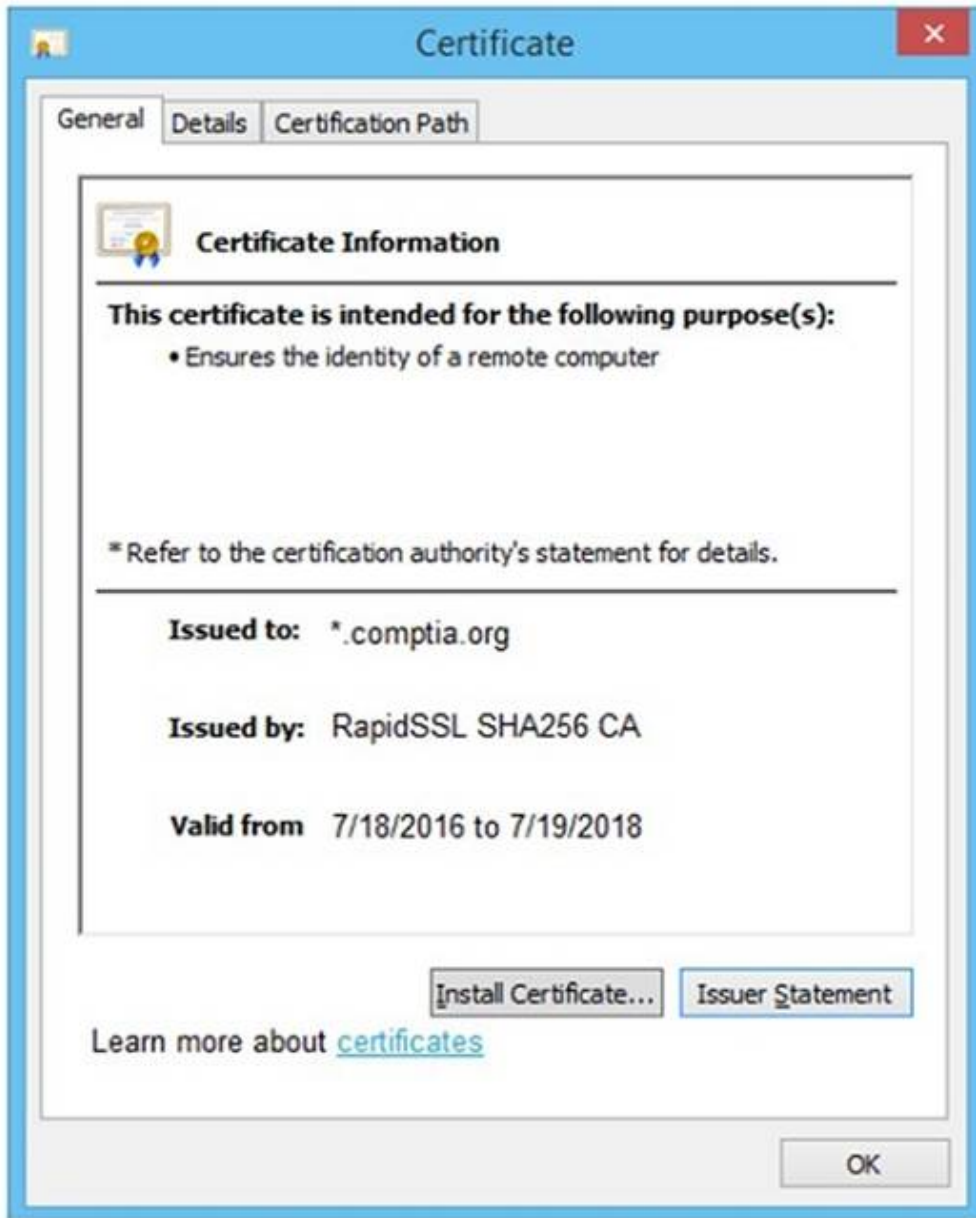 Certificate
General Details Certification Path
Certificate Information
This certificate is intended for the following purpose(s):
• Ensures the identity of a remote computer
* Refer to the certification authority's statement for details.
Issued to: *.comptia.org
Issued by: RapidSSL SHA256 CA
Valid from 7/18/2016 to 7/19/2018
Install Certificate... Issuer Statement
Learn more about certificates
OK